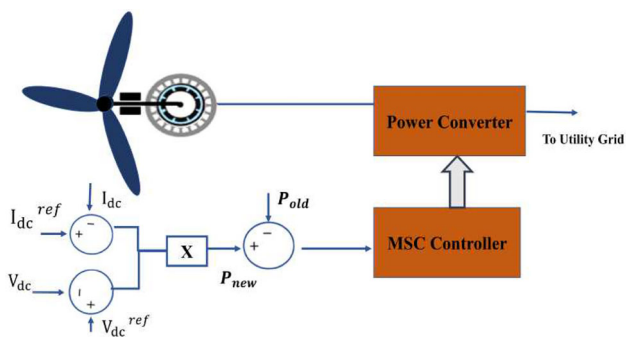 Power Converter
To Utility Grid
I_dc
I_dc^ref
+ −
P_old
−
+
X
P_new
MSC Controller
V_dc
− +
V_dc^ref